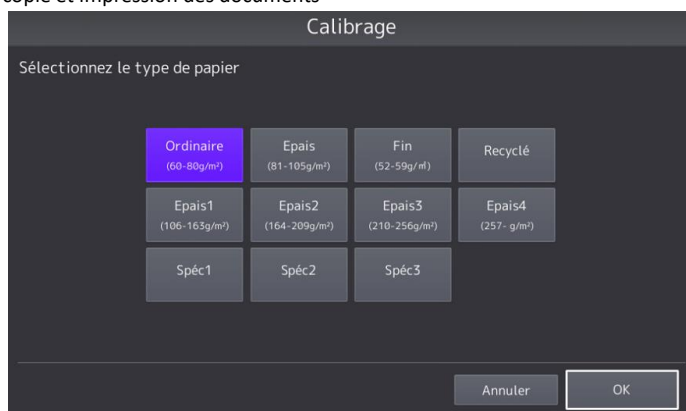 copie et impression des documents
Calibrage
Sélectionnez le type de papier
Ordinaire Epais Fin Recyclé
(60-80g/m²) (81-105g/m²) (52-59g/㎡)
Epais1 Epais2 Epais3 Epais4
(106-163g/m²) (164-209g/m²) (210-256g/m²) (257- g/m²)
Spéc1 Spéc2 Spéc3
Annuler OK